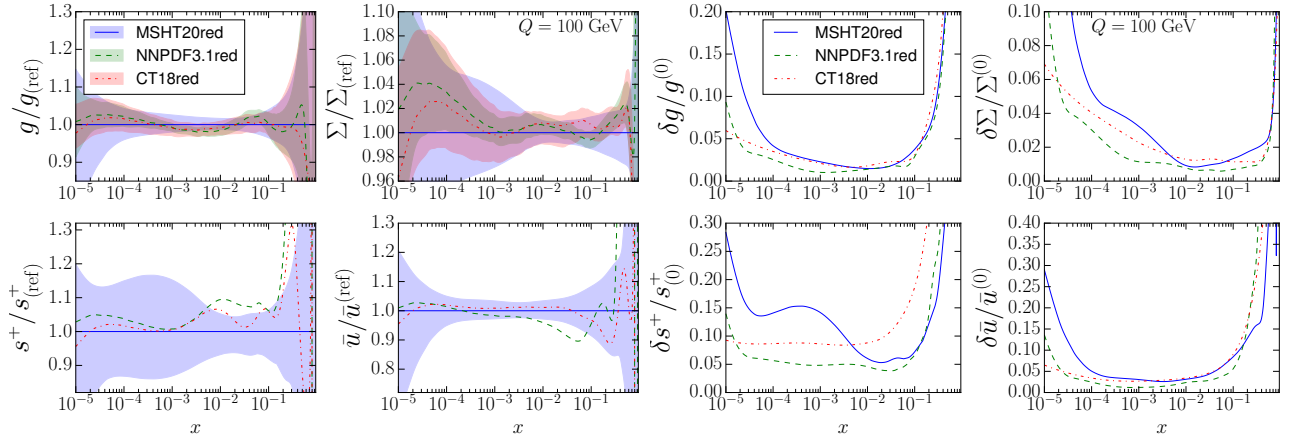 1.3
1.2
1.1
1.0
0.9
10⁻⁵ 10⁻⁴ 10⁻³ 10⁻² 10⁻¹
g/g(ref)
MSHT20red
NNPDF3.1red
CT18red
1.10
1.08
1.06
1.04
1.02
1.00
0.98
0.96
10⁻⁵ 10⁻⁴ 10⁻³ 10⁻² 10⁻¹
Σ/Σ(ref)
Q = 100 GeV
0.20
0.15
0.10
0.05
0.00
10⁻⁵ 10⁻⁴ 10⁻³ 10⁻² 10⁻¹
δg/g⁽⁰⁾
MSHT20red
NNPDF3.1red
CT18red
0.10
0.08
0.06
0.04
0.02
0.00
10⁻⁵ 10⁻⁴ 10⁻³ 10⁻² 10⁻¹
δΣ/Σ⁽⁰⁾
Q = 100 GeV
1.3
1.2
1.1
1.0
0.9
10⁻⁵ 10⁻⁴ 10⁻³ 10⁻² 10⁻¹
s⁺/s⁺(ref)
x
1.3
1.2
1.1
1.0
0.9
10⁻⁵ 10⁻⁴ 10⁻³ 10⁻² 10⁻¹
ū/ū(ref)
x
0.30
0.25
0.20
0.15
0.10
0.05
0.00
10⁻⁵ 10⁻⁴ 10⁻³ 10⁻² 10⁻¹
δs⁺/s⁺₍₀₎
x
0.40
0.35
0.30
0.25
0.20
0.15
0.10
0.05
0.00
10⁻⁵ 10⁻⁴ 10⁻³ 10⁻² 10⁻¹
δū/ū⁽⁰⁾
x